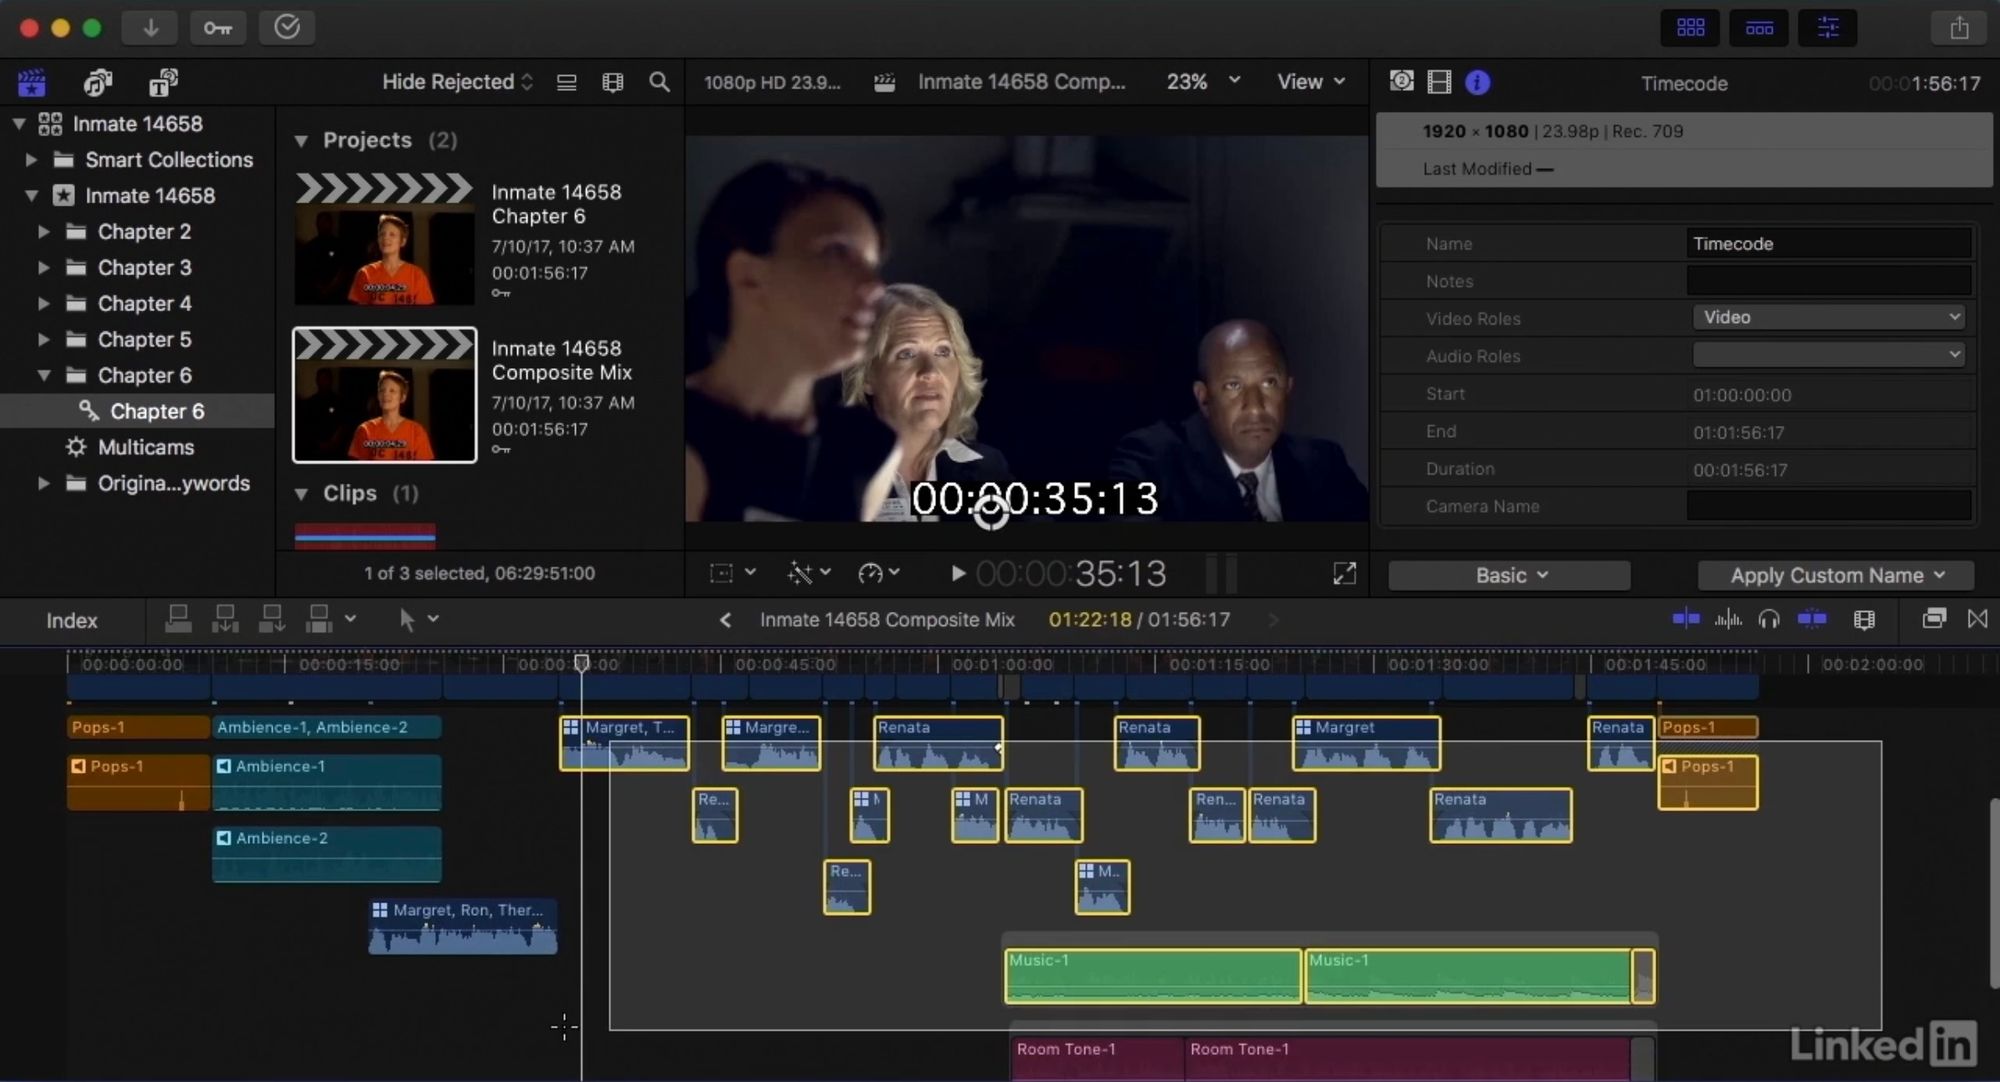 Hide Rejected
1080p HD 23.9...
Inmate 14658 Comp...
23%
View
Timecode
00:01:56:17
Inmate 14658
Smart Collections
Inmate 14658
Chapter 2
Chapter 3
Chapter 4
Chapter 5
Chapter 6
Chapter 6
Multicams
Origina...ywords
Projects (2)
Inmate 14658
Chapter 6
7/10/17, 10:37 AM
00:01:56:17
Inmate 14658
Composite Mix
7/10/17, 10:37 AM
00:01:56:17
Clips (1)
1 of 3 selected, 06:29:51:00
00:00:35:13
00:00:35:13
1920 × 1080 | 23.98p | Rec. 709
Last Modified —
Name Timecode
Notes
Video Roles Video
Audio Roles
Start 01:00:00:00
End 01:01:56:17
Duration 00:01:56:17
Camera Name
Basic
Apply Custom Name
Index
Inmate 14658 Composite Mix
01:22:18 / 01:56:17
00:00:00:00 00:00:15:00 00:00:30:00 00:00:45:00 00:01:00:00 00:01:15:00 00:01:30:00 00:01:45:00 00:02:00:00
Pops-1 Ambience-1, Ambience-2 Margret, T... Margre... Renata Renata Margret Renata Pops-1
Pops-1 Ambience-1 Pops-1
Re... M Renata Ren... Renata Renata
Ambience-2
Re... M..
Margret, Ron, Ther...
Music-1 Music-1
Room Tone-1 Room Tone-1
Linked in